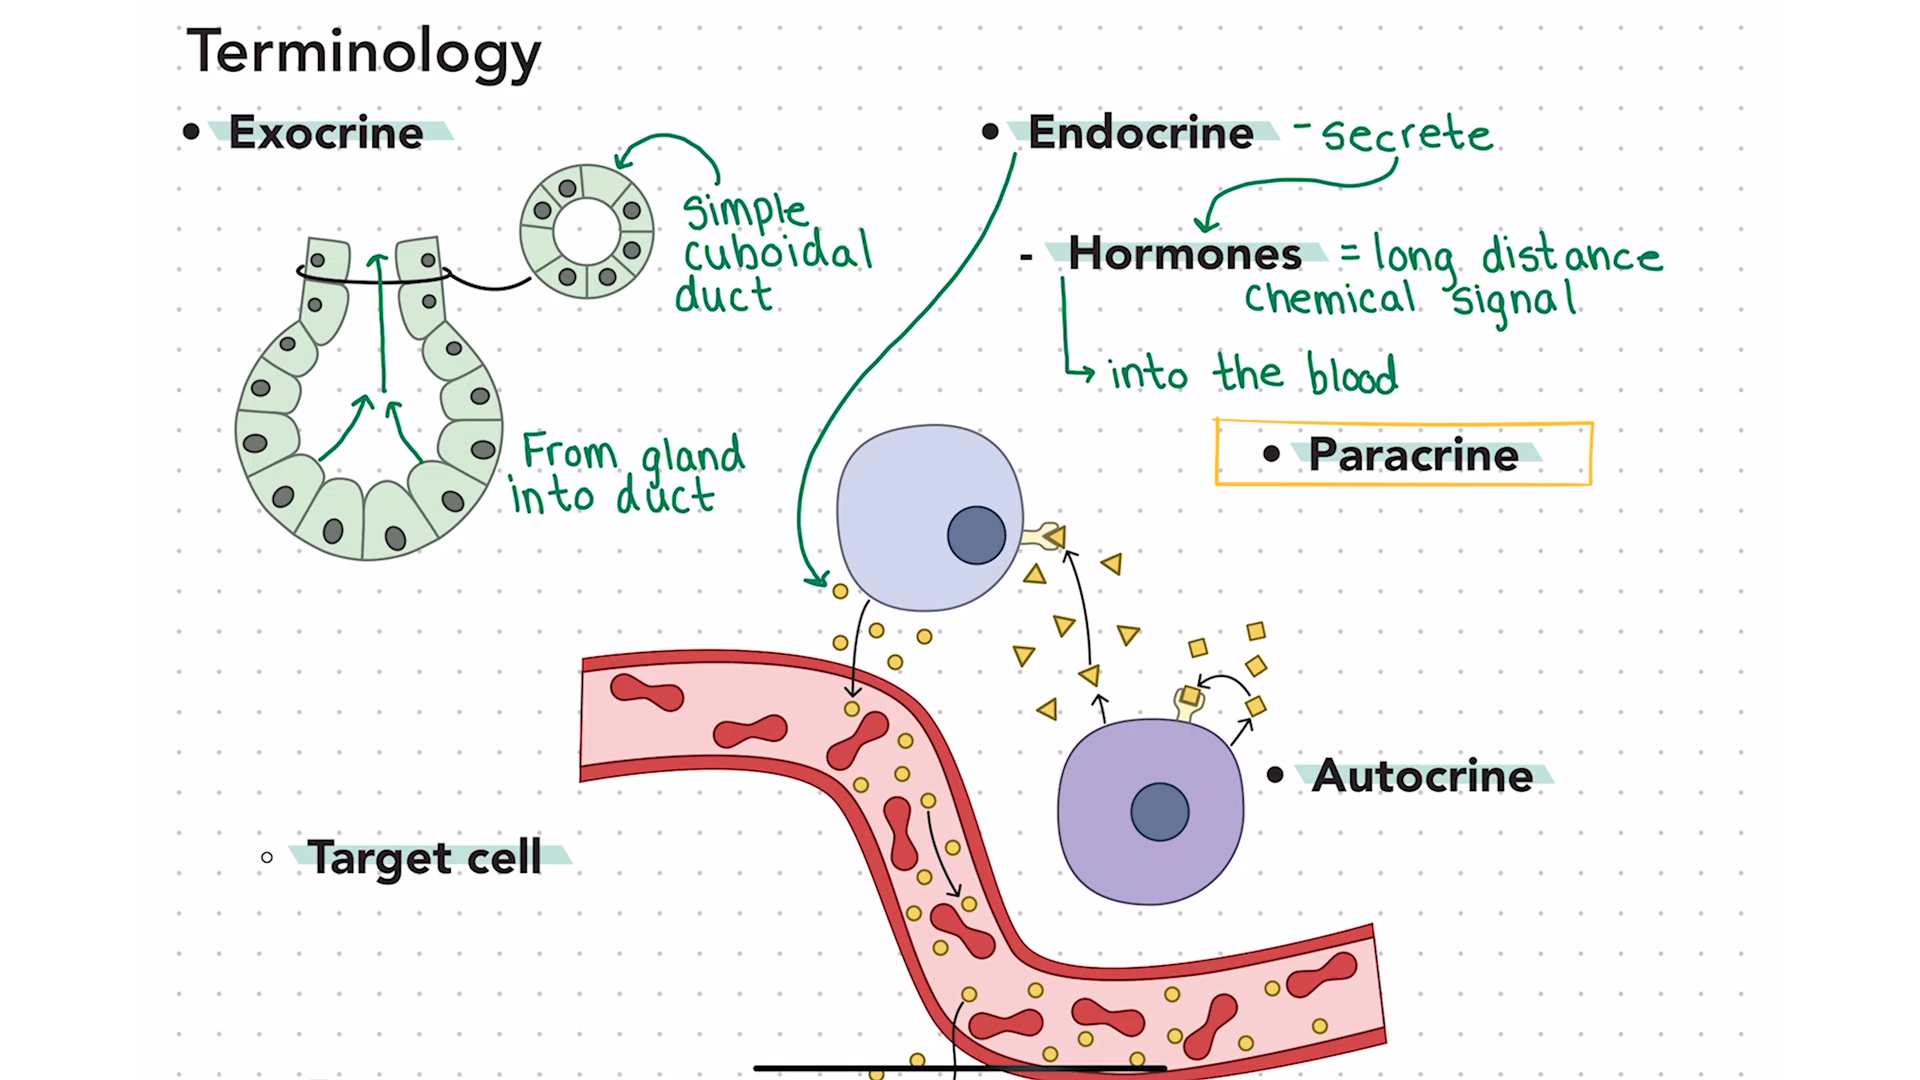 Terminology
• Exocrine
simple
cuboidal
duct
From gland
into duct
• Endocrine - secrete
- Hormones = long distance
chemical signal
into the blood
• Paracrine
• Autocrine
◦ Target cell